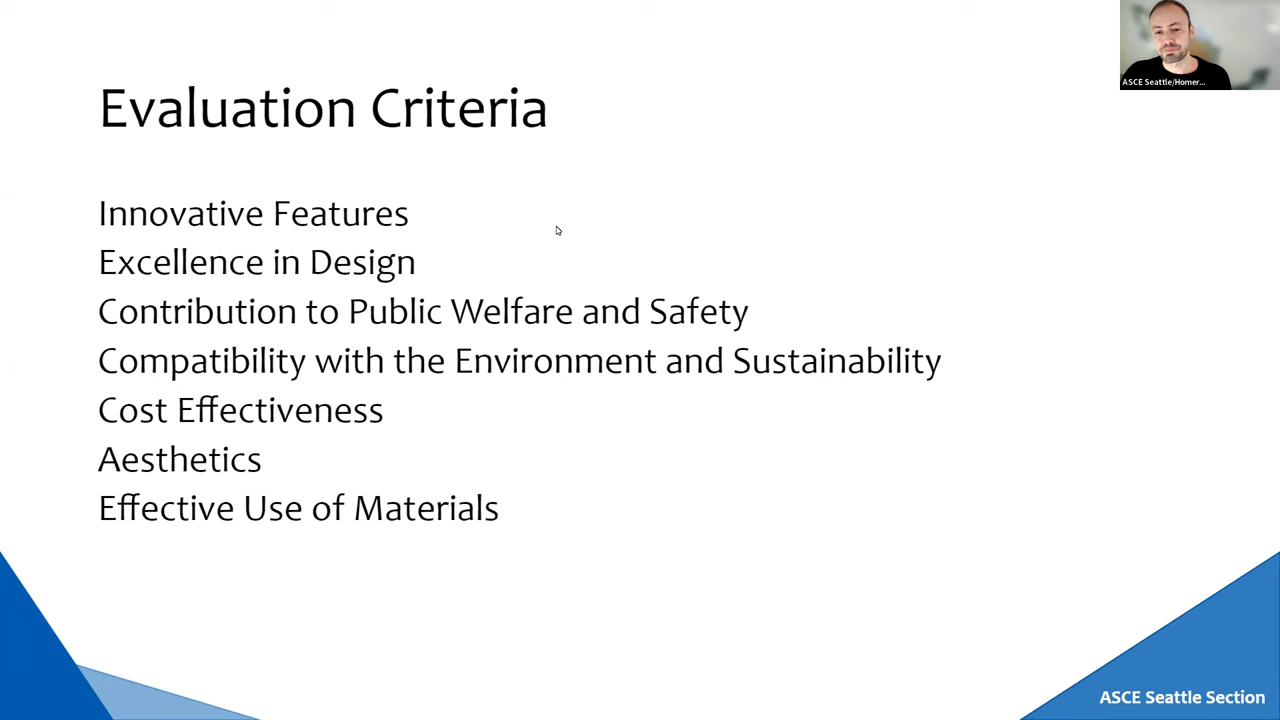 ASCE Seattle/Homer...
Evaluation Criteria
Innovative Features
Excellence in Design
Contribution to Public Welfare and Safety
Compatibility with the Environment and Sustainability
Cost Effectiveness
Aesthetics
Effective Use of Materials
ASCE Seattle Section